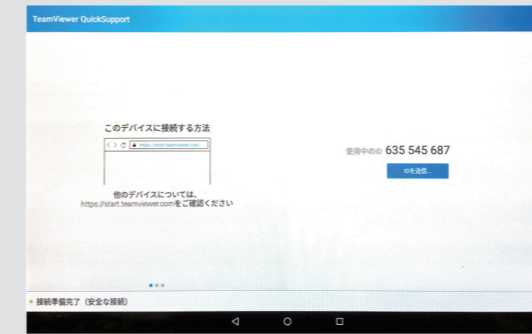 TeamViewer QuickSupport
このデバイスに接続する方法
https://start.teamviewer.com/
他のデバイスについては、
https://start.teamviewer.comをご確認ください
使用中のID 635 545 687
IDを送信...
接続準備完了（安全な接続）